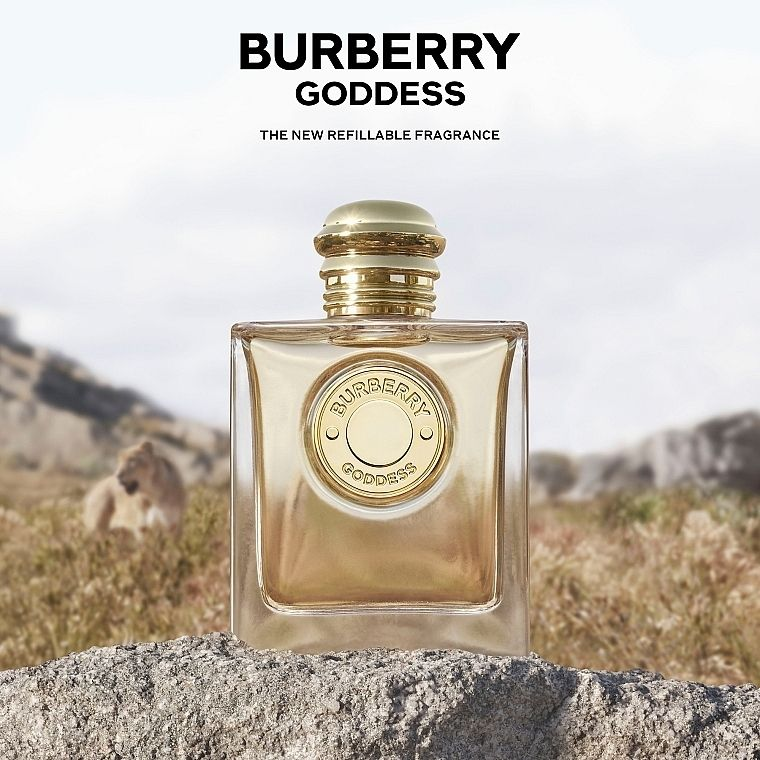 BURBERRY
GODDESS
THE NEW REFILLABLE FRAGRANCE
BURBERRY
GODDESS